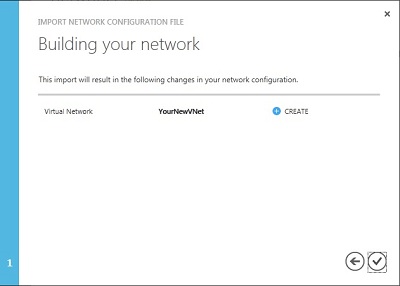 IMPORT NETWORK CONFIGURATION FILE
Building your network
This import will result in the following changes in your network configuration.
Virtual Network YourNewVNet CREATE
1